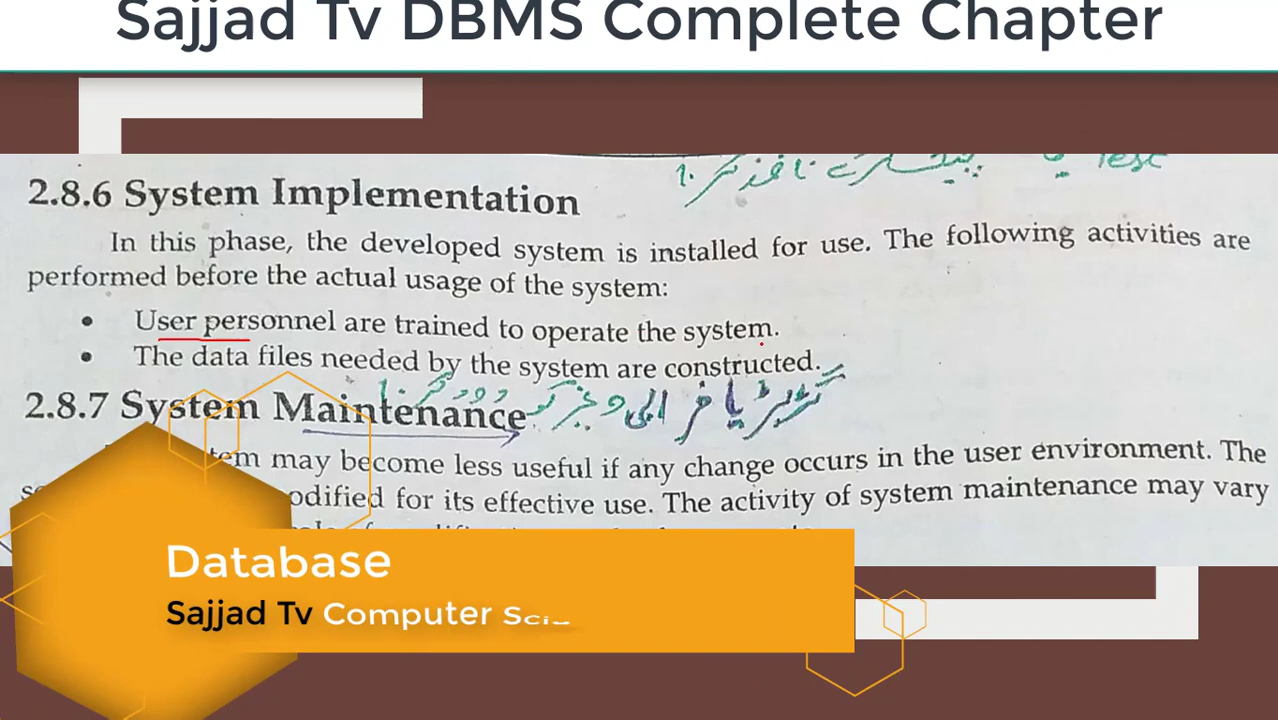 Sajjad Tv DBMS Complete Chapter
2.8.6 System Implementation
In this phase, the developed system is installed for use. The following activities are
performed before the actual usage of the system:
• User personnel are trained to operate the system.
• The data files needed by the system are constructed.
2.8.7 System Maintenance
may become less useful if any change occurs in the user environment. The
for its effective use. The activity of system maintenance may vary
Database
Sajjad Tv Computer